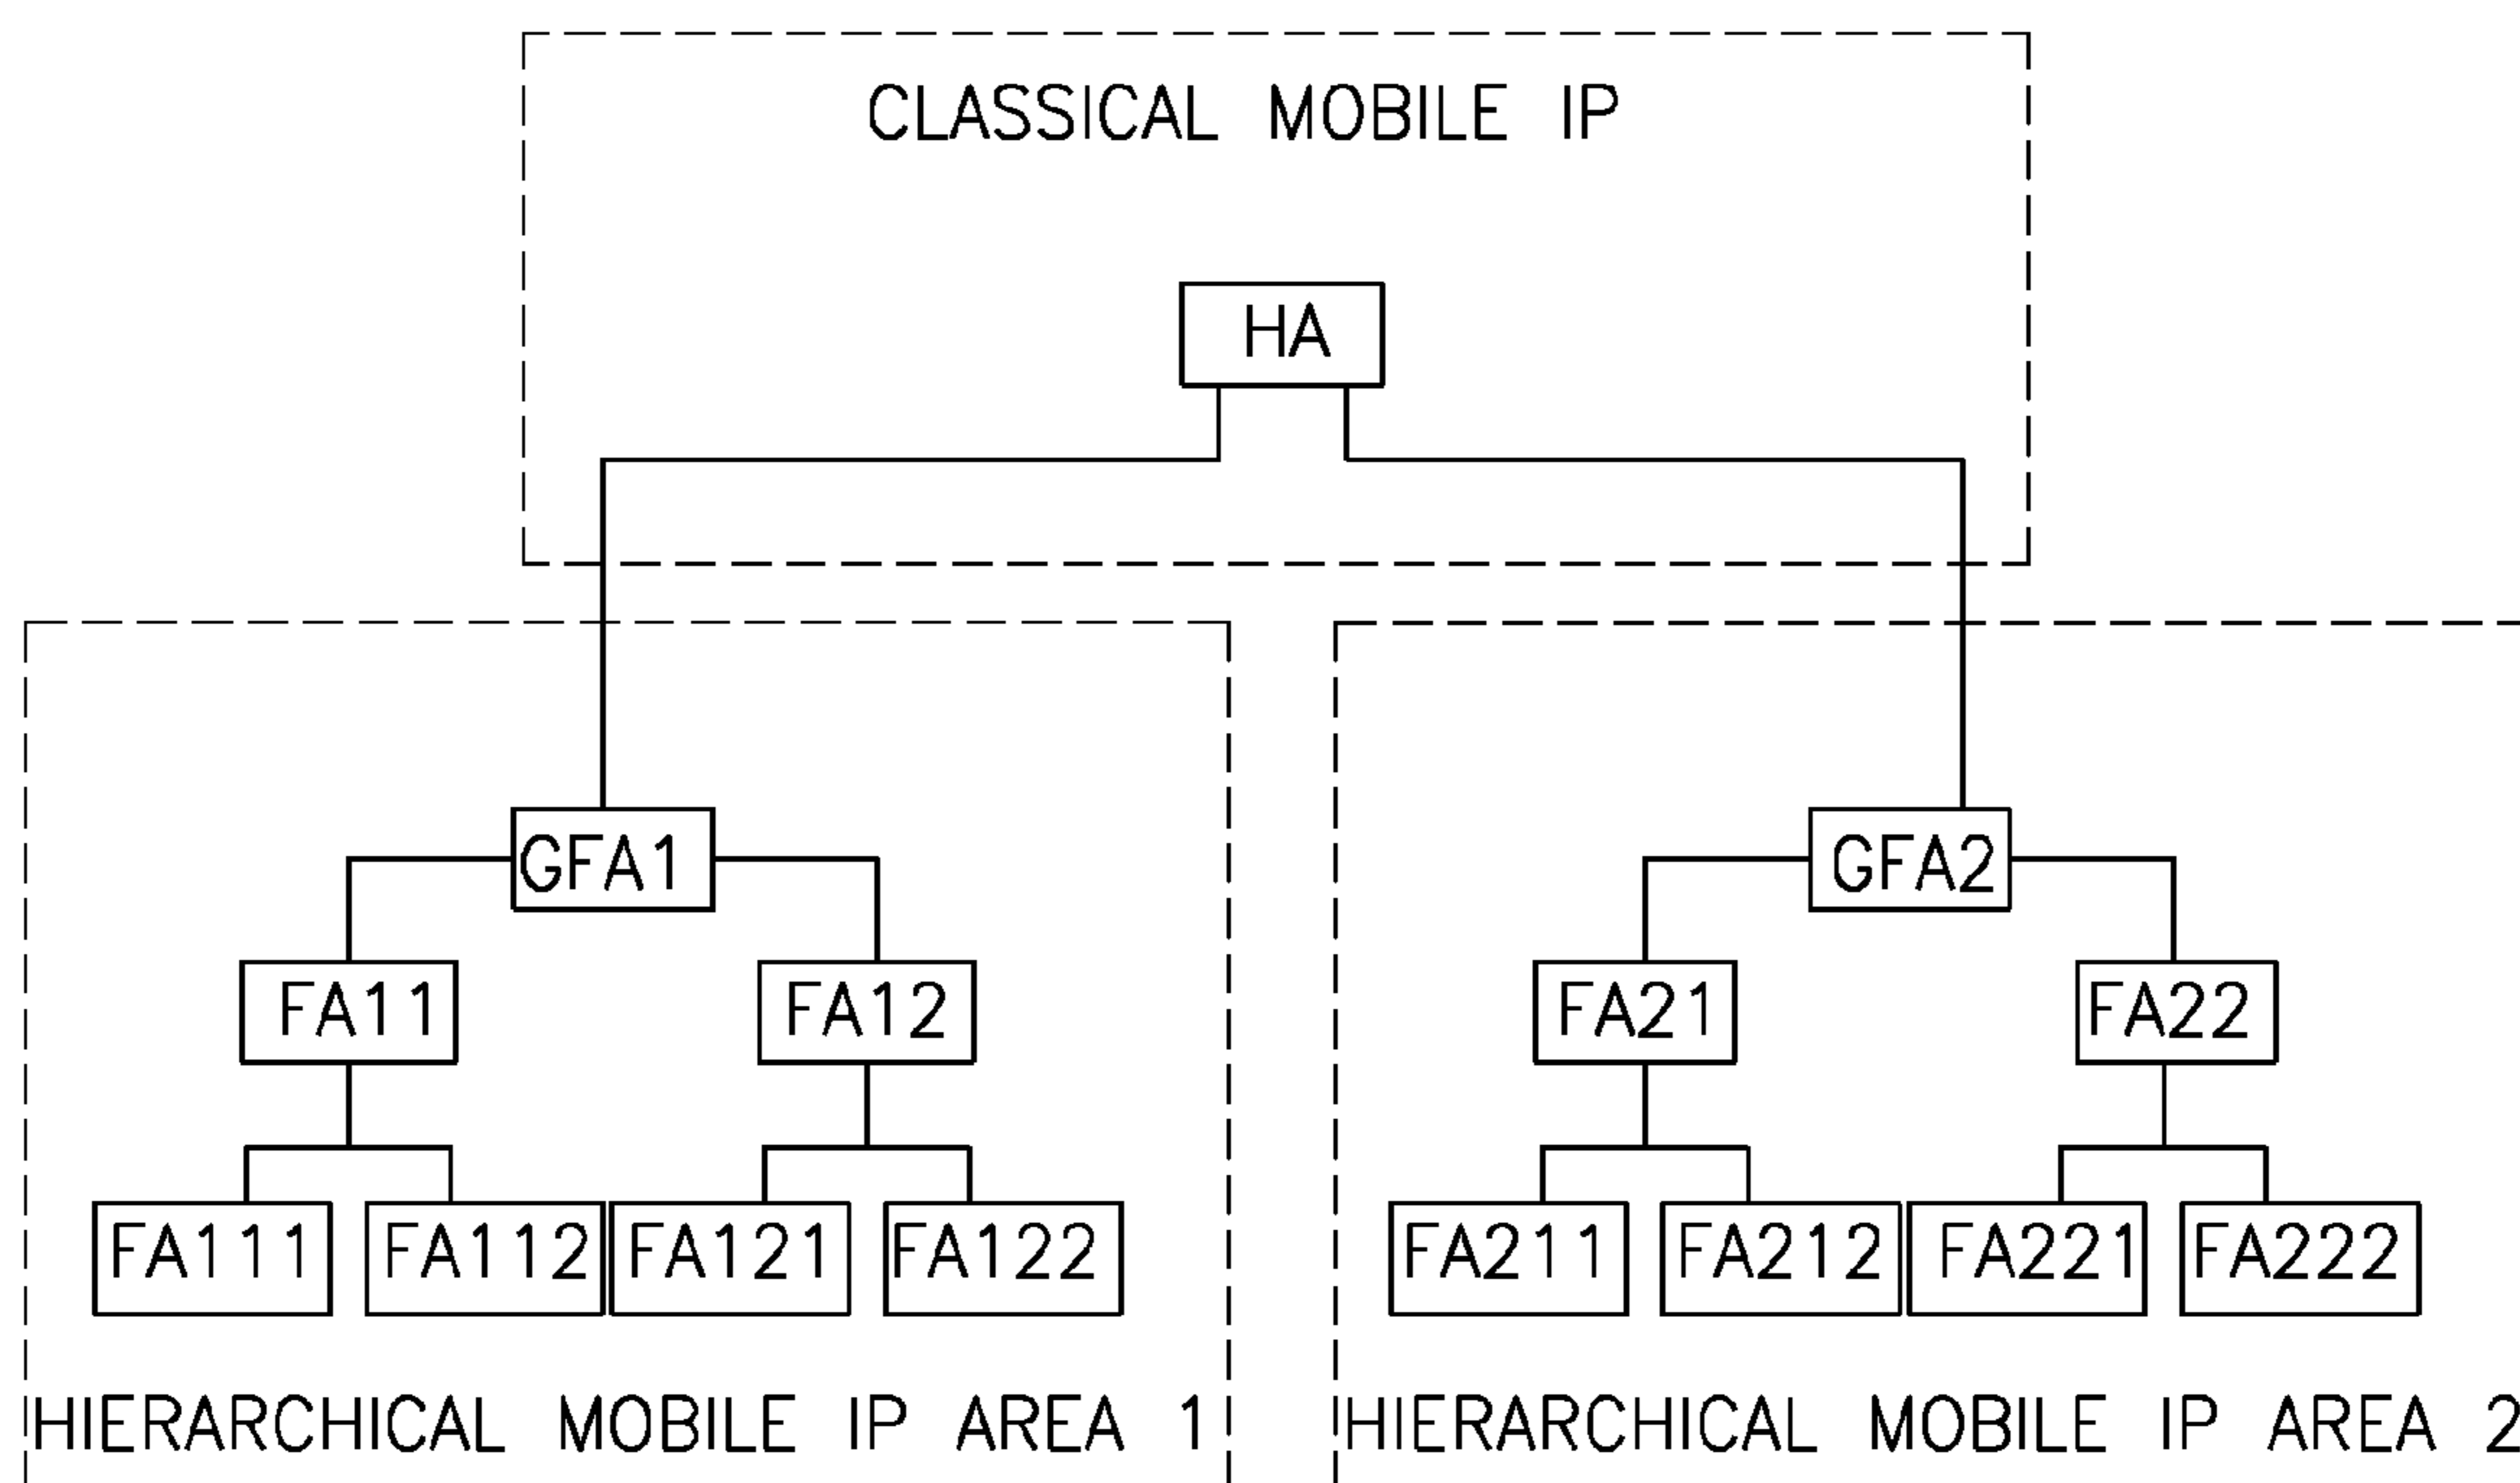 CLASSICAL MOBILE IP
HA
GFA1
GFA2
FA11
FA12
FA21
FA22
FA111
FA112
FA121
FA122
FA211
FA212
FA221
FA222
HIERARCHICAL MOBILE IP AREA 1
HIERARCHICAL MOBILE IP AREA 2